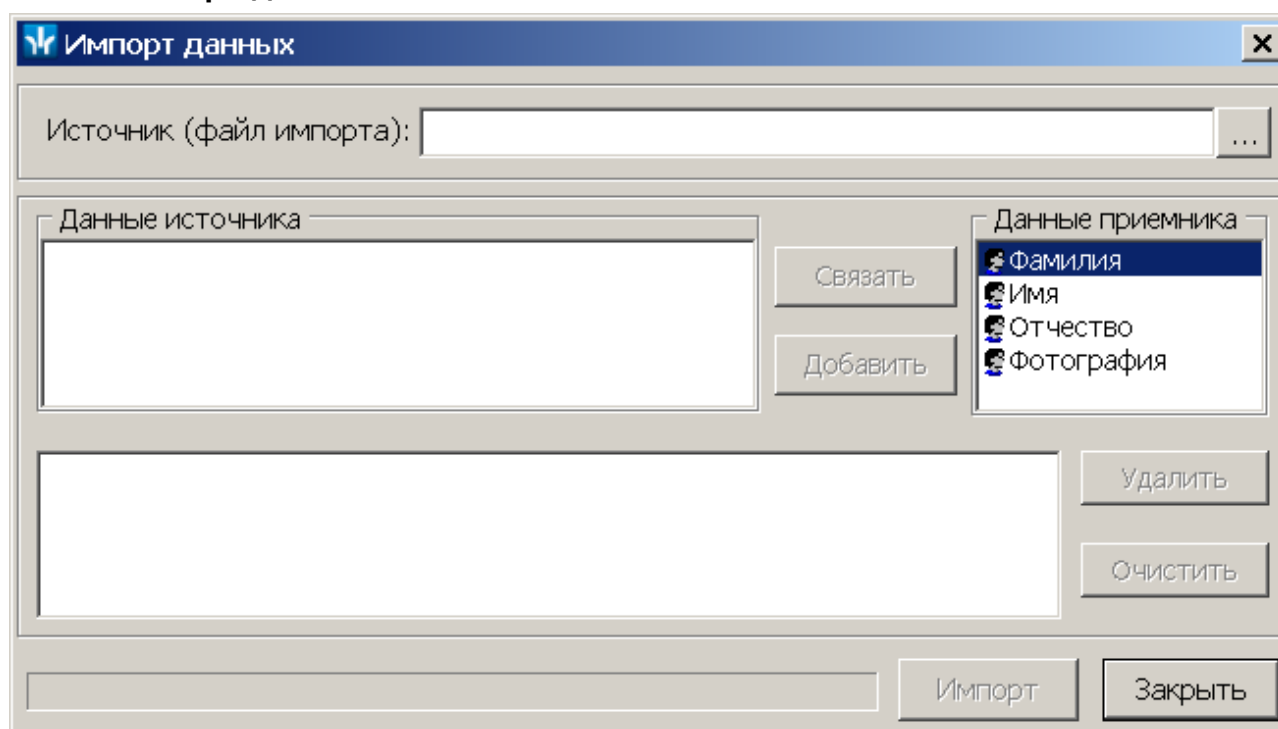 Импорт данных
Источник (файл импорта):
...
Данные источника
Данные приемника
Связать
Добавить
Фамилия
Имя
Отчество
Фотография
Удалить
Очистить
Импорт
Закрыть